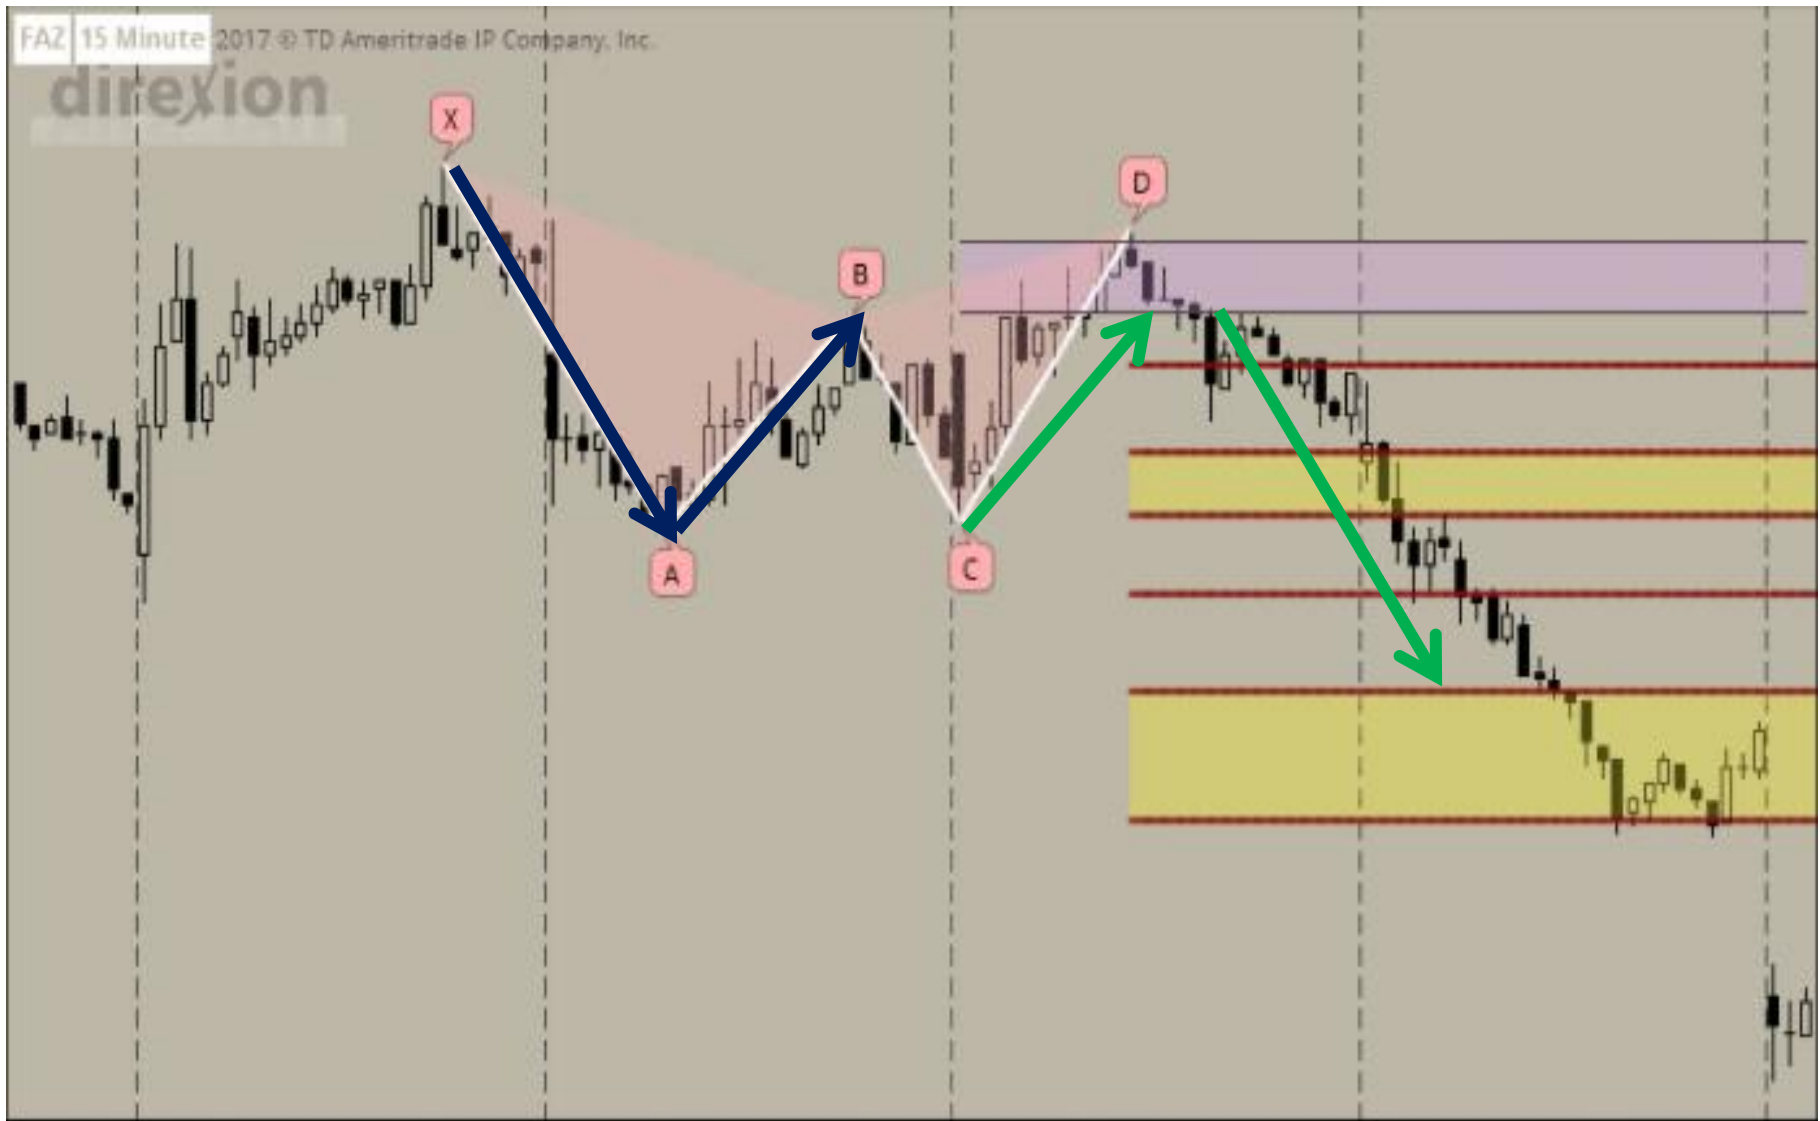 FAZ 15 Minute 2017 © TD Ameritrade IP Company, Inc.
direxion
X
D
B
A
C